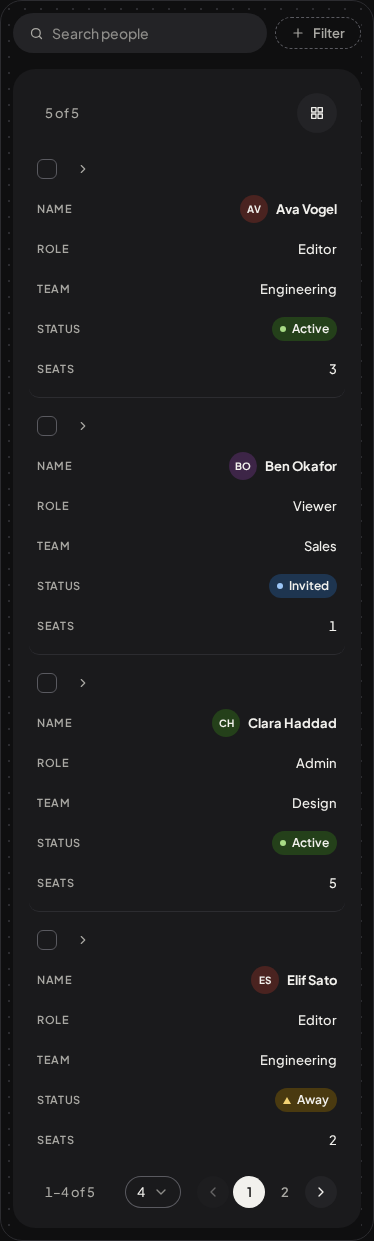 Search people
Filter
5 of 5
NAME AV Ava Vogel
ROLE Editor
TEAM Engineering
STATUS Active
SEATS 3
NAME BO Ben Okafor
ROLE Viewer
TEAM Sales
STATUS Invited
SEATS 1
NAME CH Clara Haddad
ROLE Admin
TEAM Design
STATUS Active
SEATS 5
NAME ES Elif Sato
ROLE Editor
TEAM Engineering
STATUS Away
SEATS 2
1–4 of 5 4 1 2